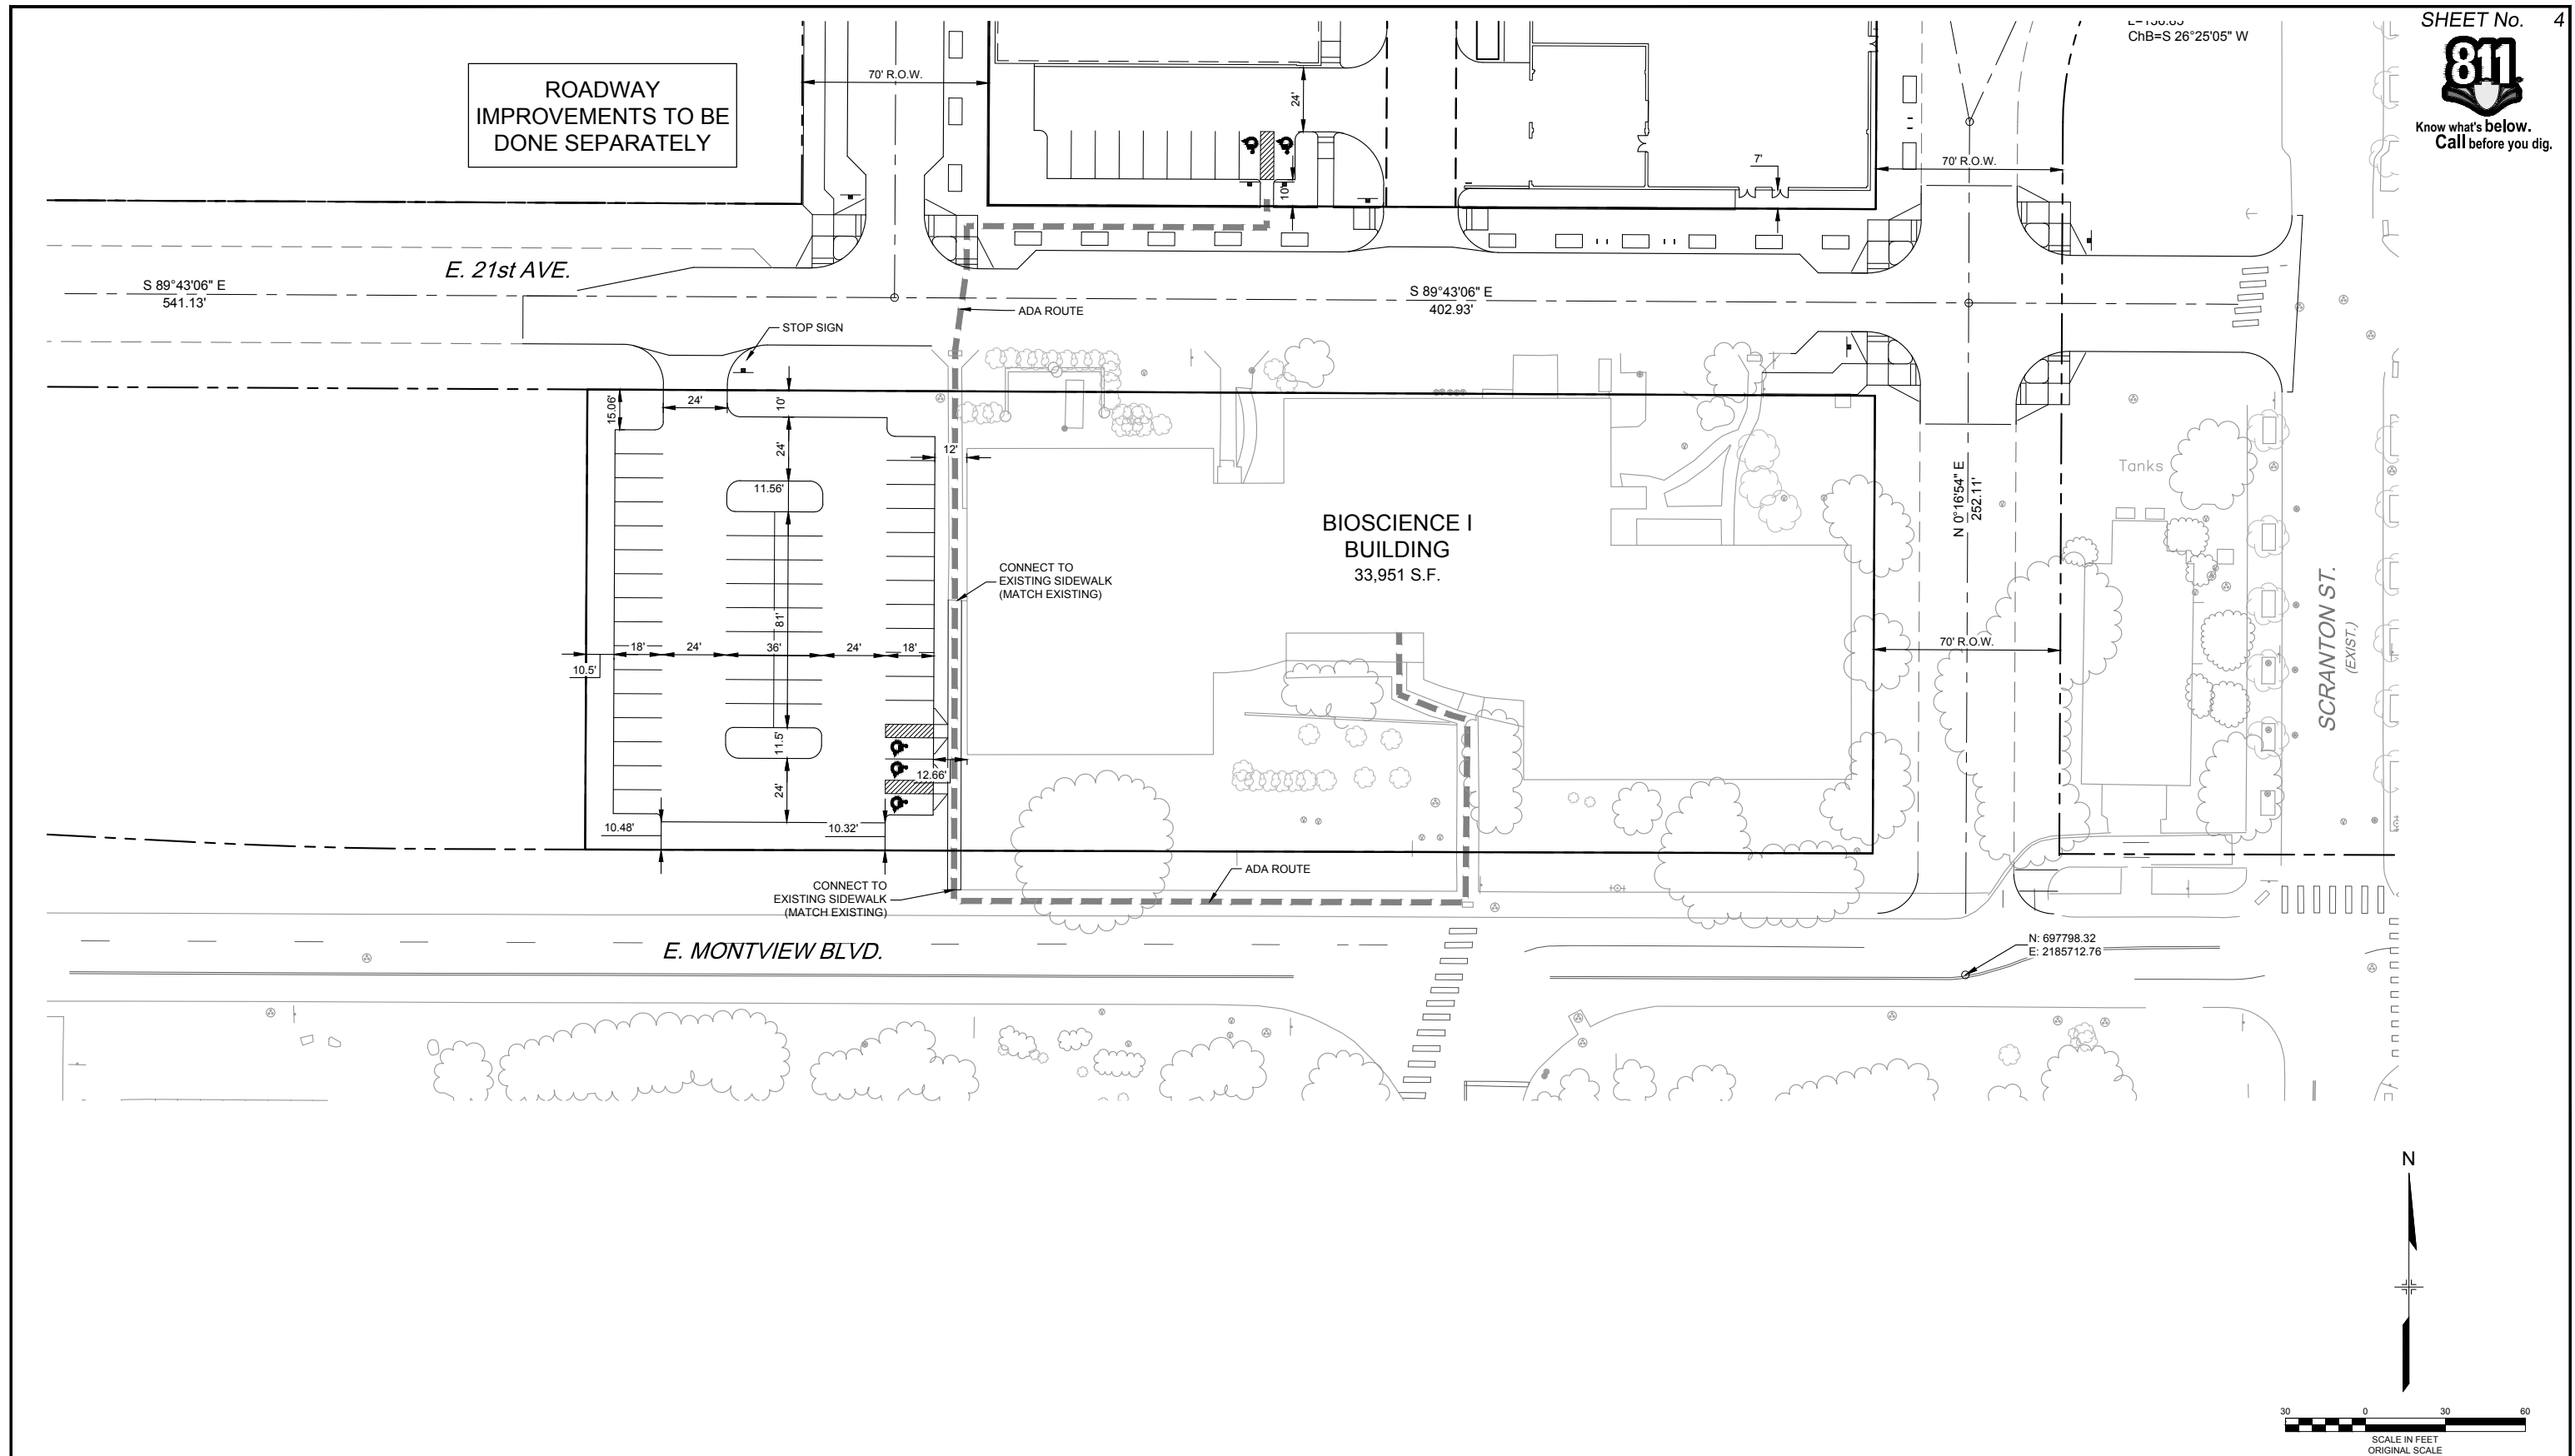 SHEET No. 4
L=130.85'
ChB=S 26°25'05" W
811
Know what's below.
Call before you dig.
ROADWAY
IMPROVEMENTS TO BE
DONE SEPARATELY
70' R.O.W.
24'
10'
7'
70' R.O.W.
E. 21st AVE.
S 89°43'06" E
541.13'
S 89°43'06" E
402.93'
ADA ROUTE
STOP SIGN
15.06'
24'
10'
24'
12'
11.56'
Tanks
N 0°16'54" E
252.11'
BIOSCIENCE I
BUILDING
33,951 S.F.
CONNECT TO
EXISTING SIDEWALK
(MATCH EXISTING)
81'
10.5'
18'
24'
36'
24'
18'
70' R.O.W.
SCRANTON ST.
(EXIST.)
11.5'
12.66'
24'
10.48'
10.32'
ADA ROUTE
CONNECT TO
EXISTING SIDEWALK
(MATCH EXISTING)
E. MONTVIEW BLVD.
N: 697798.32
E: 2185712.76
N
30 0 30 60
SCALE IN FEET
ORIGINAL SCALE